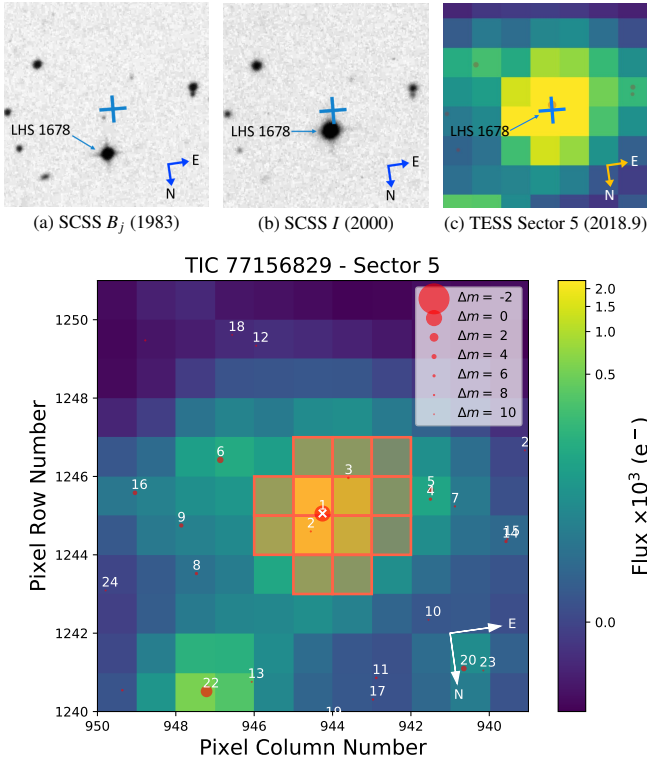 LHS 1678
E
N
LHS 1678
E
N
LHS 1678
E
N
(a) SCSS Bj (1983)
(b) SCSS I (2000)
(c) TESS Sector 5 (2018.9)
TIC 77156829 - Sector 5
Δm = -2
Δm = 0
Δm = 2
Δm = 4
Δm = 6
Δm = 8
Δm = 10
1250
1248
1246
1244
1242
1240
Pixel Row Number
18
12
2
6
3
16
5
4
7
1
9
2
15
14
8
24
10
E
N
13
11
20
23
22
17
19
950
948
946
944
942
940
Pixel Column Number
2.0
1.5
1.0
0.5
0.0
Flux ×10³ (e⁻)